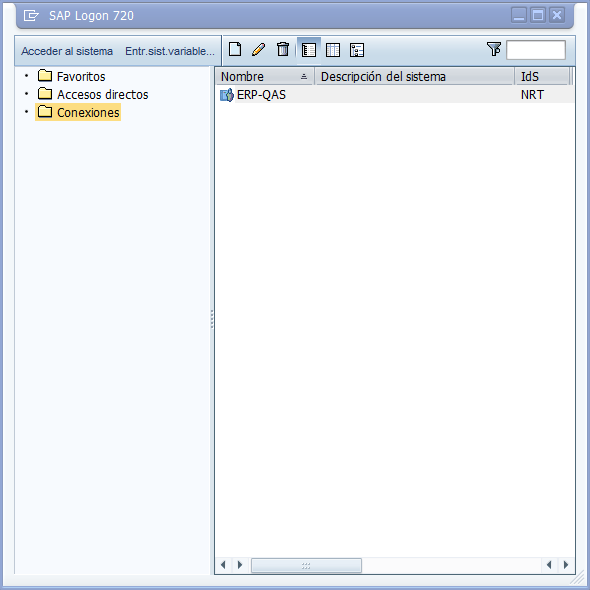 SAP Logon 720
Acceder al sistema Entr.sist.variable...
Nombre Descripción del sistema IdS
Favoritos
Accesos directos
Conexiones
ERP-QAS NRT